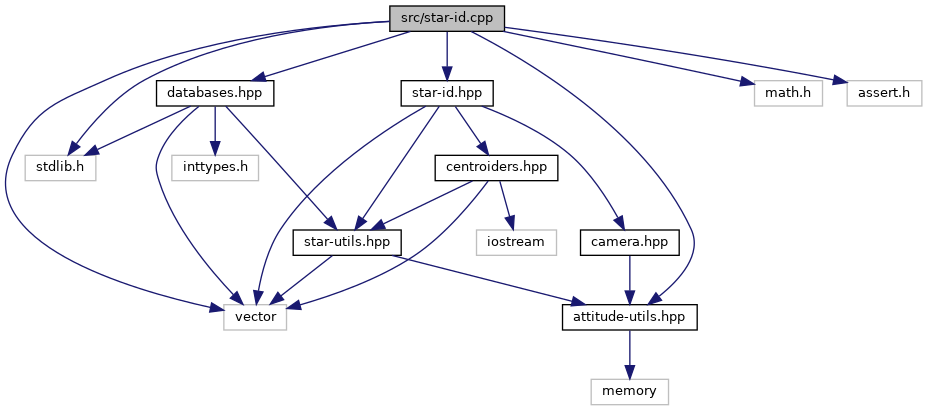 src/star-id.cpp
databases.hpp
star-id.hpp
math.h
assert.h
stdlib.h
inttypes.h
centroiders.hpp
star-utils.hpp
iostream
camera.hpp
vector
attitude-utils.hpp
memory